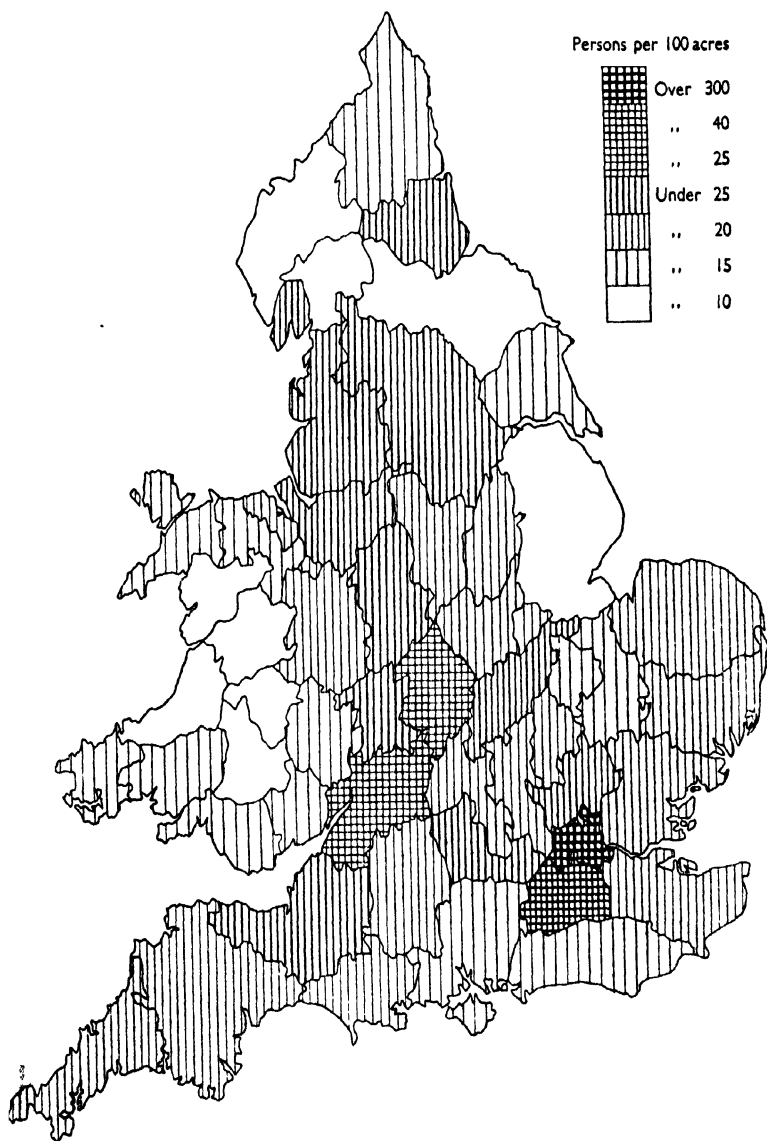 Persons per 100 acres
Over 300
,, 40
,, 25
Under 25
,, 20
,, 15
,, 10